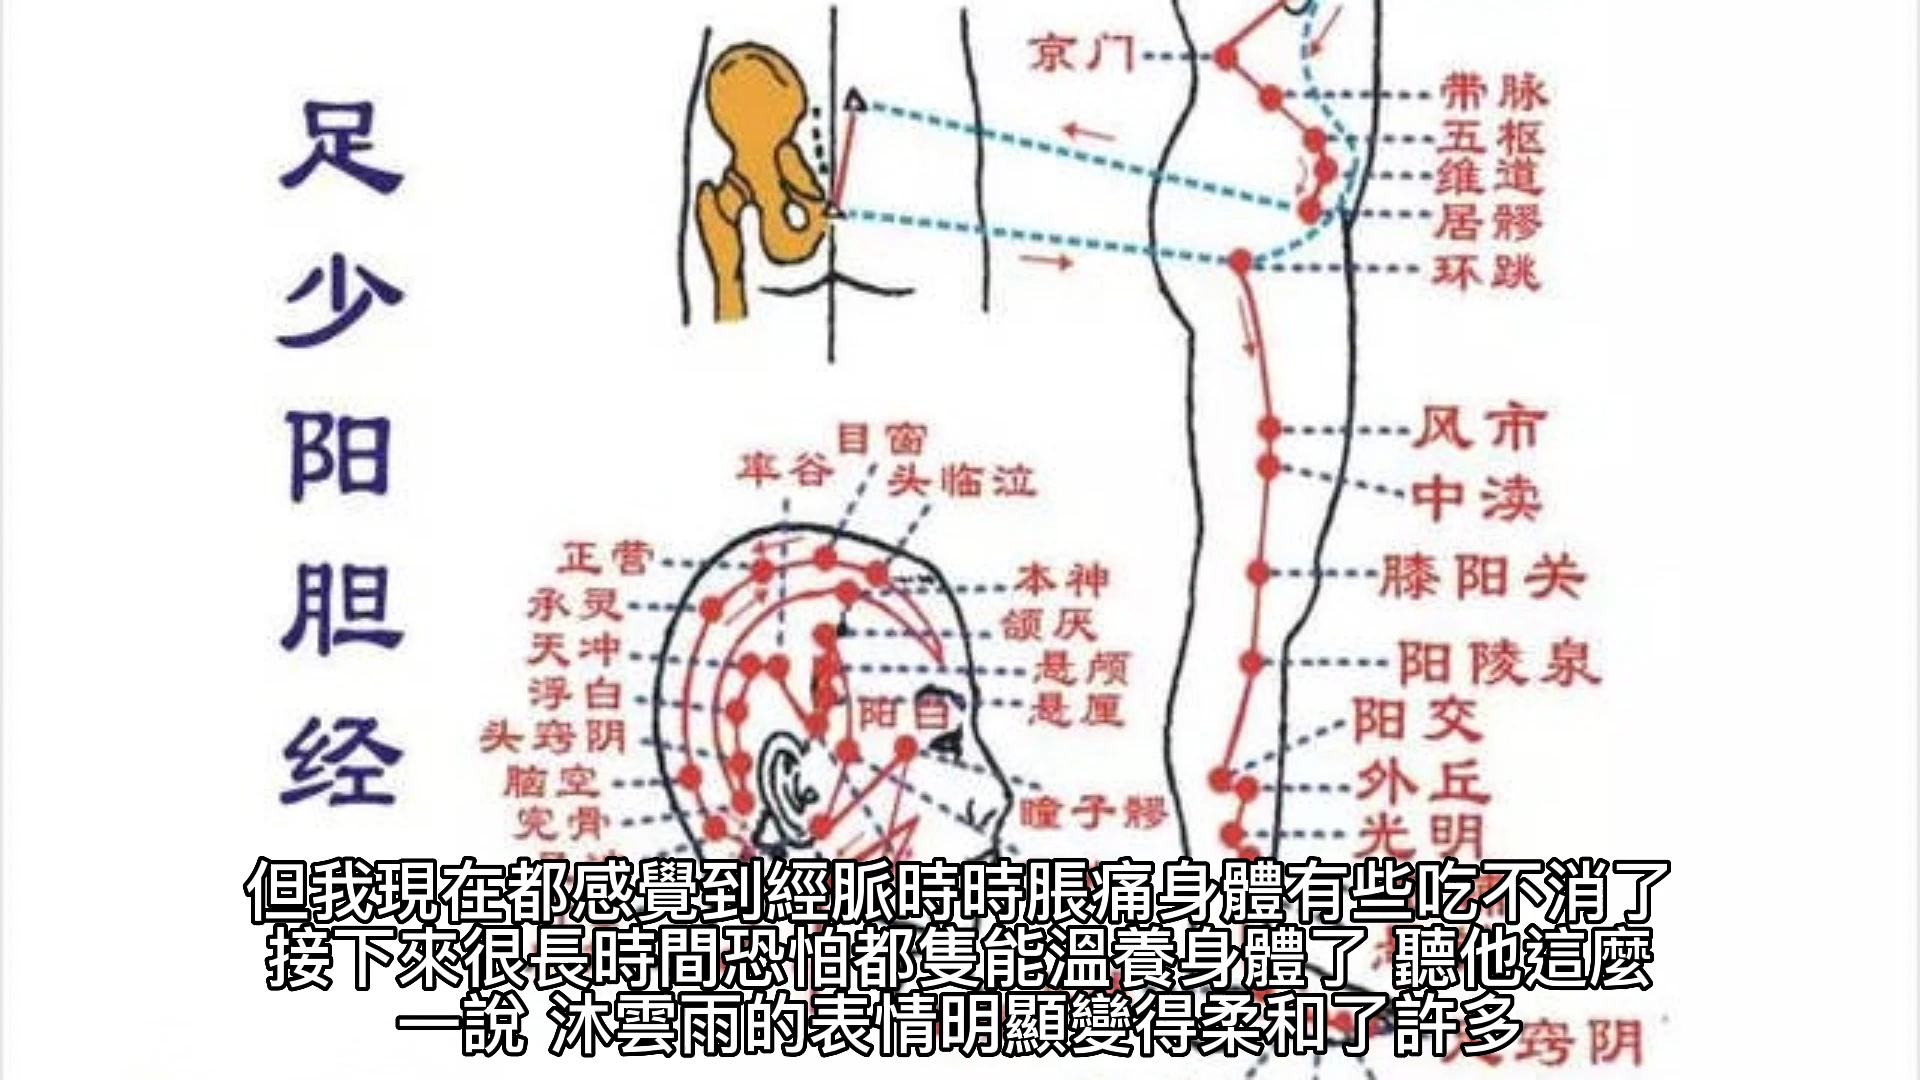 足少阳胆经
京门
带脉
五枢
维道
居髎
环跳
风市
中渎
膝阳关
阳陵泉
阳交
外丘
光明
目窗
率谷
头临泣
正营
承灵
天冲
浮白
头窍阴
脑空
完骨
本神
颔厌
悬颅
悬厘
阳白
瞳子髎
窍阴
但我現在都感覺到經脈時時脹痛身體有些吃不消了
接下來很長時間恐怕都隻能溫養身體了 聽他這麼
一說 沐雲雨的表情明顯變得柔和了許多